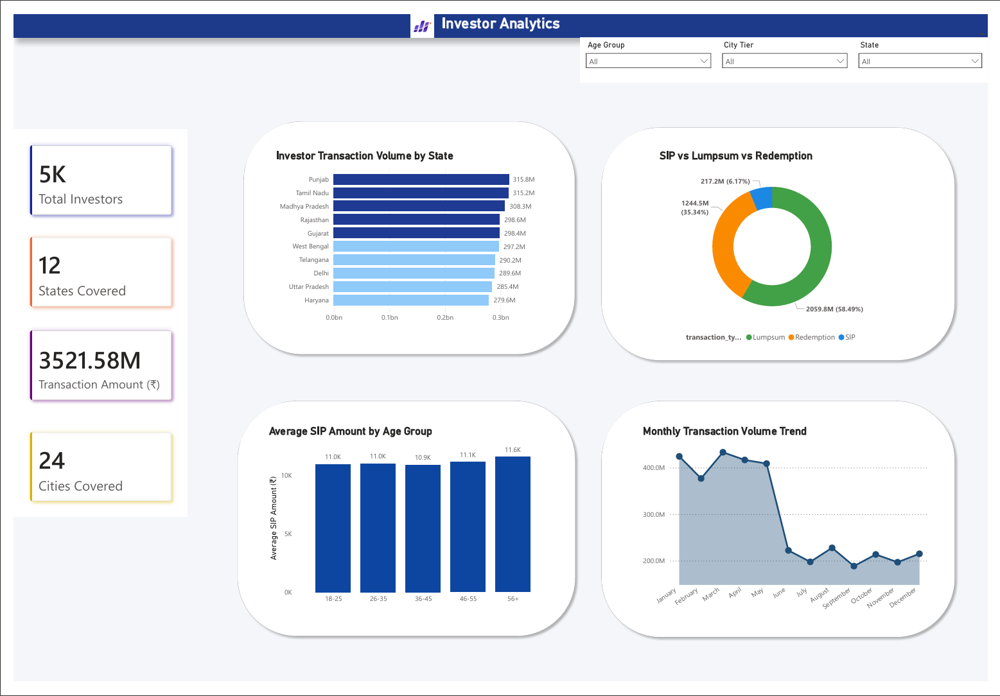 Investor Analytics
Age Group
City Tier
State
All
All
All
5K
Total Investors
12
States Covered
3521.58M
Transaction Amount (₹)
24
Cities Covered
Investor Transaction Volume by State
Punjab 315.8M
Tamil Nadu 315.2M
Madhya Pradesh 308.3M
Rajasthan 298.6M
Gujarat 298.4M
West Bengal 297.2M
Telangana 290.2M
Delhi 289.6M
Uttar Pradesh 285.4M
Haryana 279.6M
0.0bn 0.1bn 0.2bn 0.3bn
SIP vs Lumpsum vs Redemption
217.2M (6.17%)
1244.5M
(35.34%)
2059.8M (58.49%)
transaction_ty... Lumpsum Redemption SIP
Average SIP Amount by Age Group
Average SIP Amount (₹)
11.0K 11.0K 10.9K 11.1K 11.6K
10K
5K
0K
18-25 26-35 36-45 46-55 56+
Monthly Transaction Volume Trend
400.0M
300.0M
200.0M
January February March April May June July August September October November December